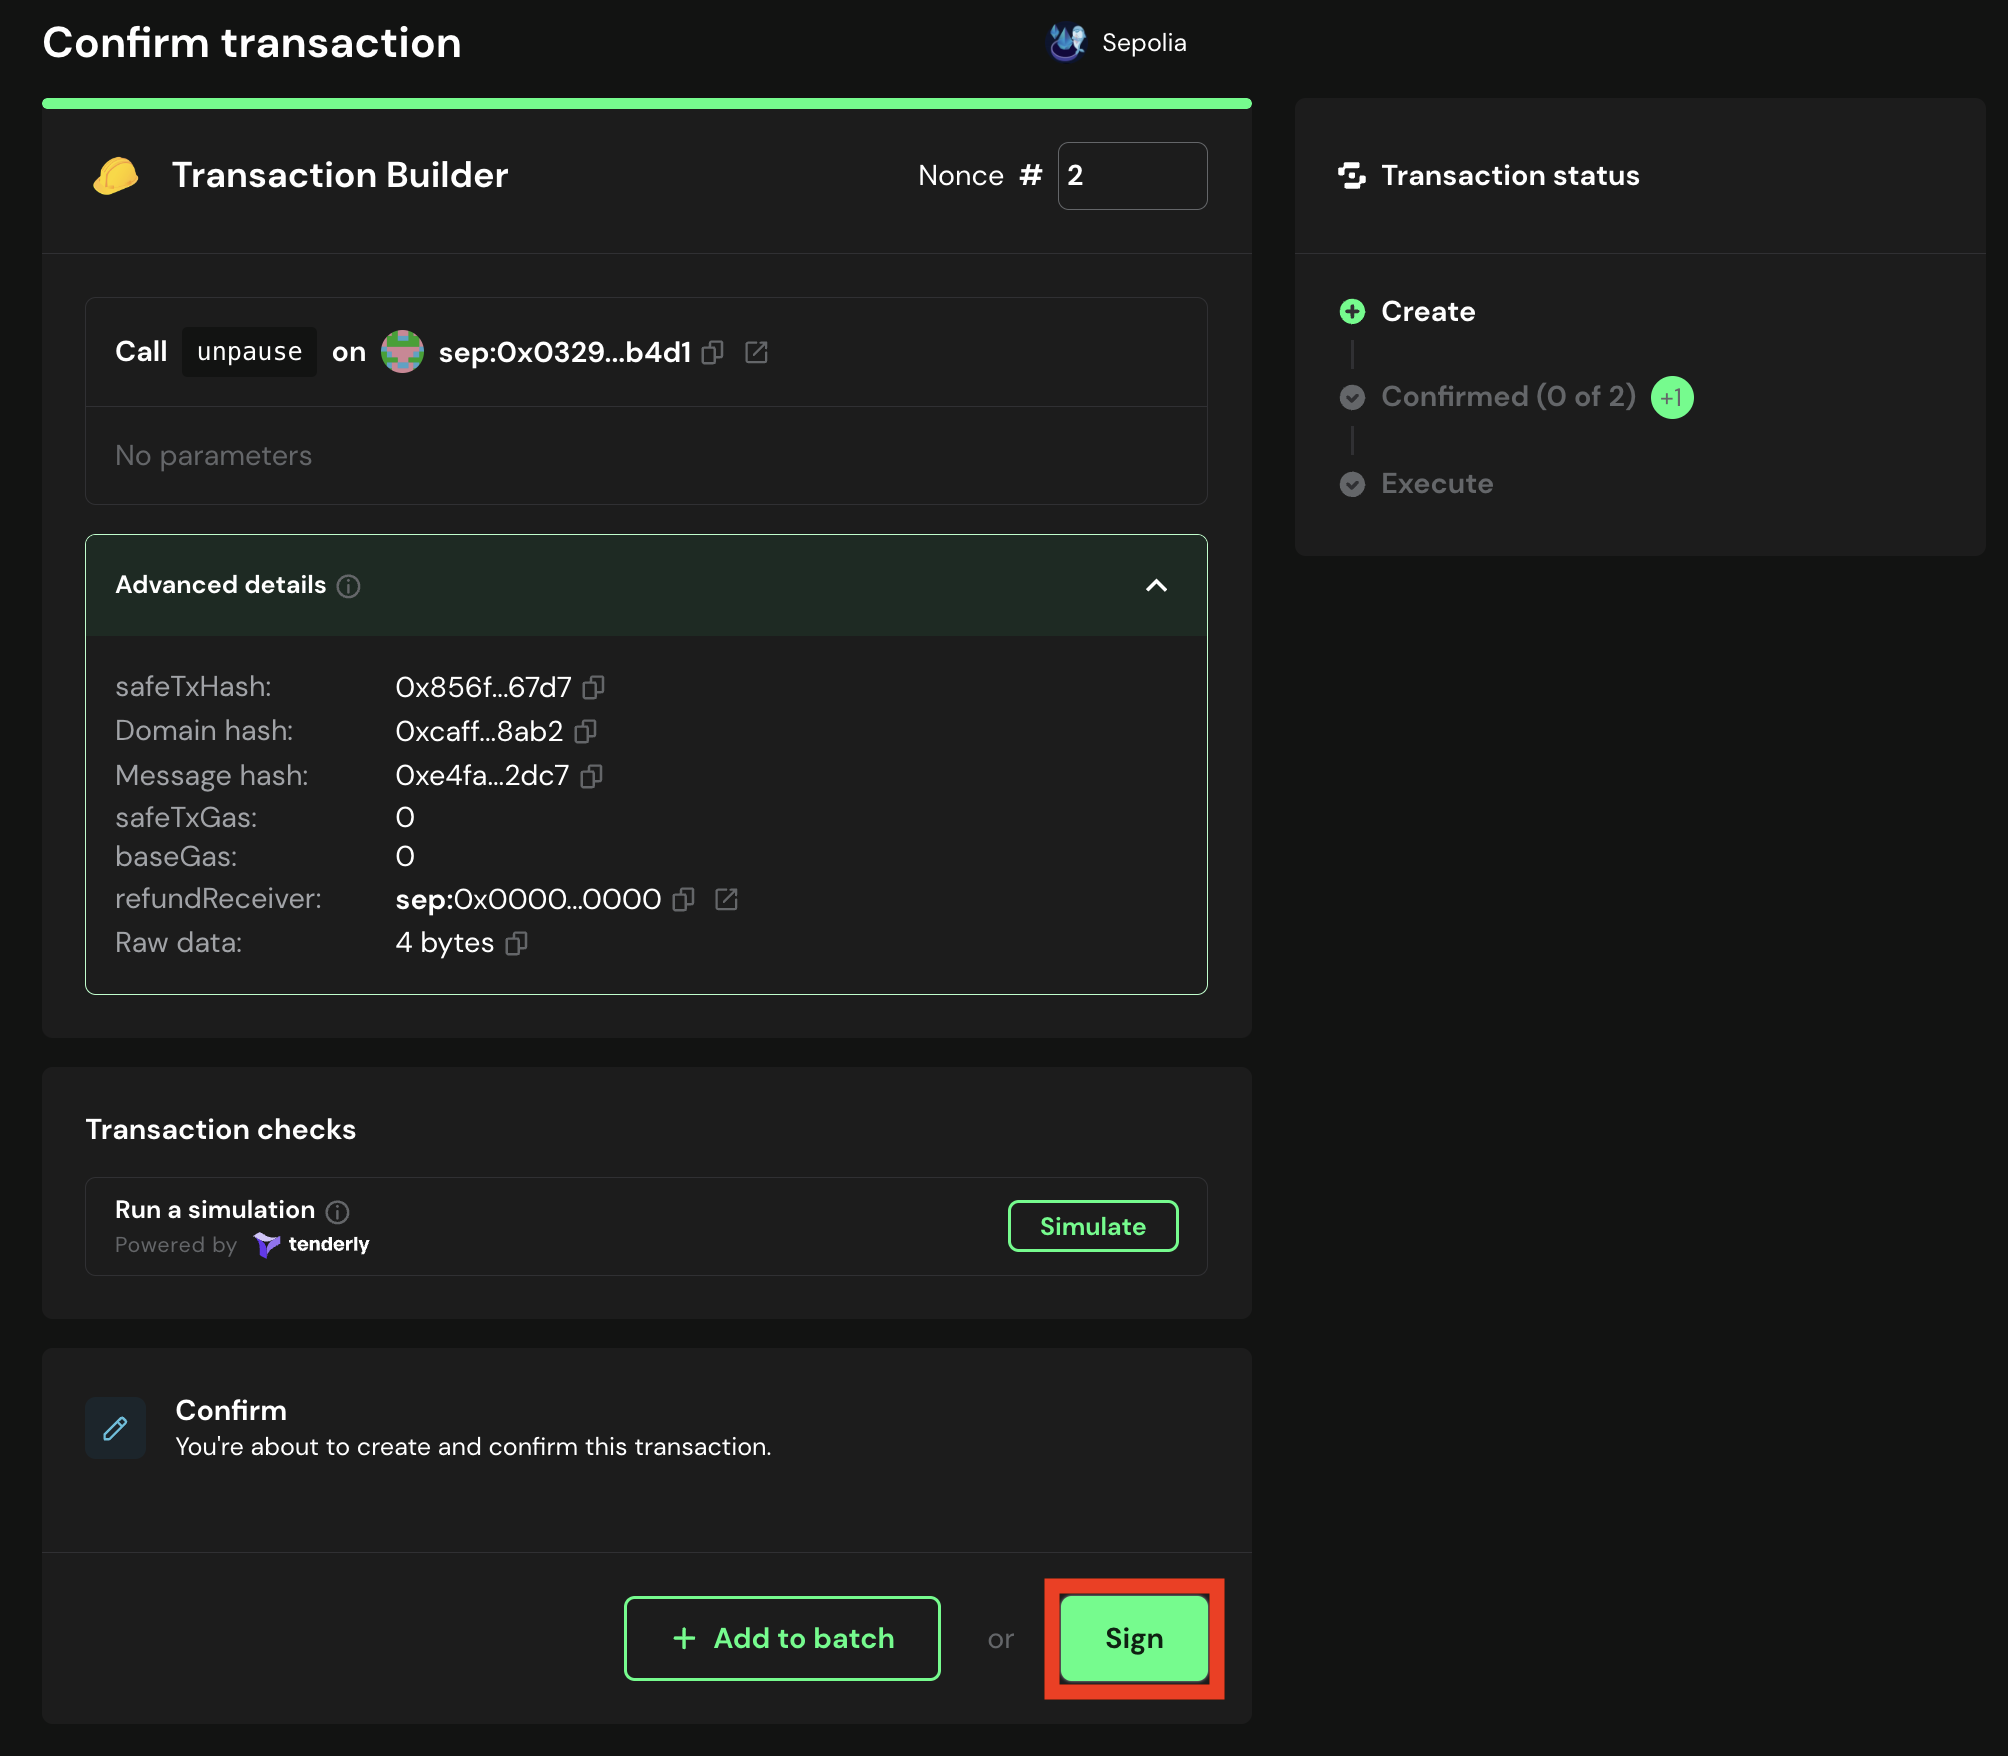 Confirm transaction
Sepolia
Transaction Builder
Nonce # 2
Call unpause on sep:0x0329...b4d1
No parameters
Advanced details
safeTxHash: 0x856f...67d7
Domain hash: 0xcaff...8ab2
Message hash: 0xe4fa...2dc7
safeTxGas: 0
baseGas: 0
refundReceiver: sep:0x0000...0000
Raw data: 4 bytes
Transaction checks
Run a simulation
Powered by tenderly
Simulate
Confirm
You're about to create and confirm this transaction.
+ Add to batch
or
Sign
Transaction status
Create
Confirmed (0 of 2) +1
Execute